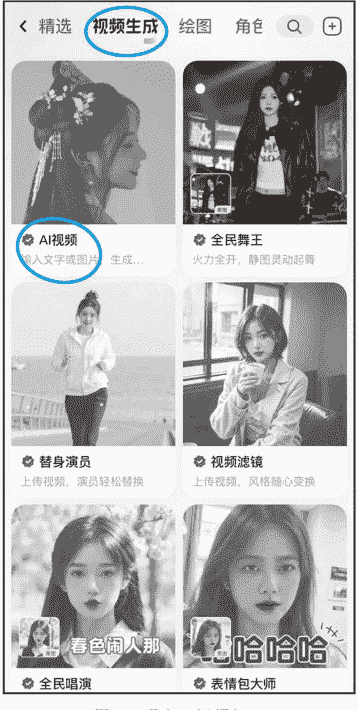 精选 视频生成 绘图 角色
AI视频
输入文字或图片，生成...
全民舞王
火力全开，静图灵动起舞
替身演员
上传视频，演员轻松替换
视频滤镜
上传视频，风格随心变换
春色闹人那
哈哈哈哈
全民唱演
表情包大师